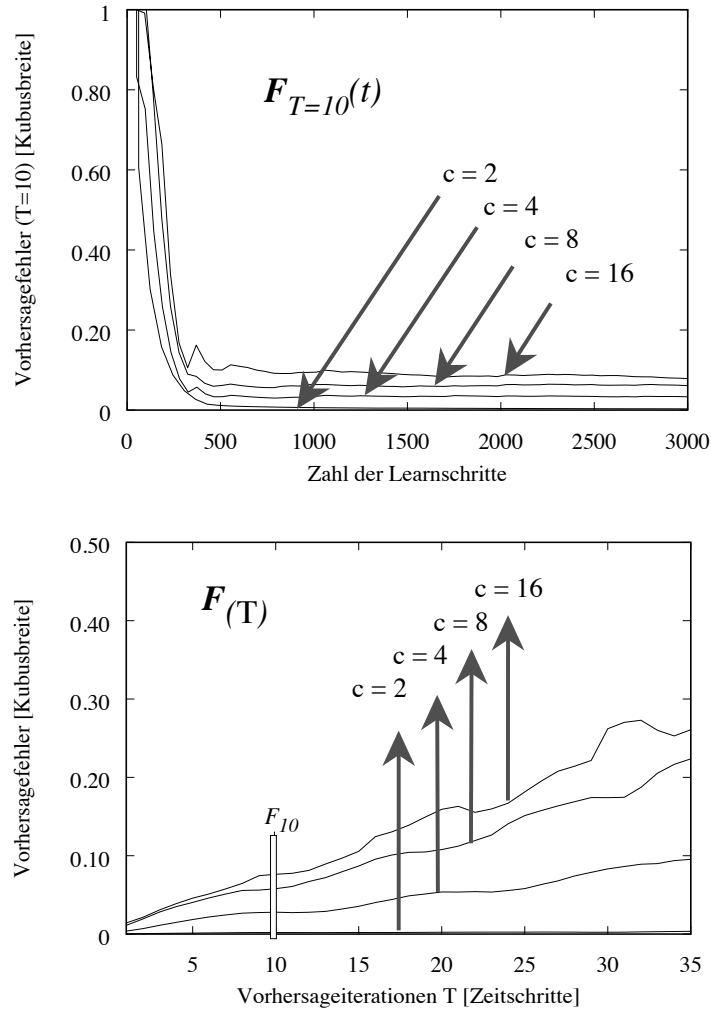 1
0.80
0.60
0.40
0.20
0
Vorhersagefehler (T=10) [Kubusbreite]
F T=10(t)
c = 2
c = 4
c = 8
c = 16
0 500 1000 1500 2000 2500 3000
Zahl der Learnschritte
0.50
0.40
0.30
0.20
0.10
0
Vorhersagefehler [Kubusbreite]
F (T)
c = 16
c = 8
c = 4
c = 2
F10
5 10 15 20 25 30 35
Vorhersageiterationen T [Zeitschritte]